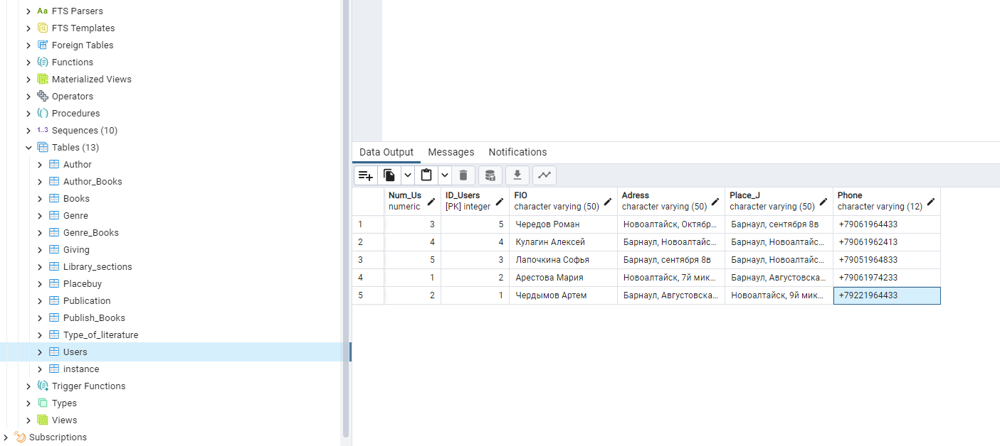 FTS Parsers
FTS Templates
Foreign Tables
Functions
Materialized Views
Operators
Procedures
1..3 Sequences (10)
Tables (13)
Author
Author_Books
Books
Genre
Genre_Books
Giving
Library_sections
Placebuy
Publication
Publish_Books
Type_of_literature
Users
instance
Trigger Functions
Types
Views
Subscriptions
Data Output Messages Notifications
Num_Us ID_Users FIO Adress Place_J Phone
numeric [PK] integer character varying (50) character varying (50) character varying (50) character varying (12)
1 3 5 Чередов Роман Новоалтайск, Октябр... Барнаул, сентября 8в +79061964433
2 4 4 Кулагин Алексей Барнаул, Новоалтайс... Барнаул, Новоалтайс... +79061962413
3 5 3 Лапочкина Софья Барнаул, сентября 8в Барнаул, Новоалтайс... +79051964833
4 1 2 Арестова Мария Новоалтайск, 7й мик... Барнаул, Августовска... +79061974233
5 2 1 Чердымов Артем Барнаул, Августовска... Новоалтайск, 9й мик... +79221964433